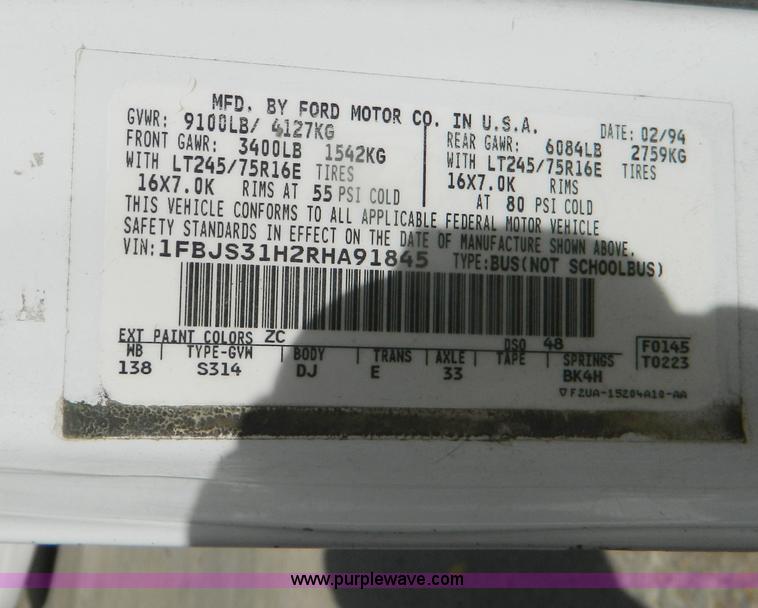 MFD. BY FORD MOTOR CO. IN U.S.A.
DATE: 02/94
GVWR: 9100LB/ 4127KG
FRONT GAWR: 3400LB 1542KG
WITH LT245/75R16E TIRES
16X7.0K RIMS AT 55 PSI COLD
REAR GAWR: 6084LB 2759KG
WITH LT245/75R16E TIRES
16X7.0K RIMS
AT 80 PSI COLD
THIS VEHICLE CONFORMS TO ALL APPLICABLE FEDERAL MOTOR VEHICLE
SAFETY STANDARDS IN EFFECT ON THE DATE OF MANUFACTURE SHOWN ABOVE.
VIN: 1FBJS31H2RHA91845 TYPE: BUS(NOT SCHOOLBUS)
EXT PAINT COLORS ZC DSO 48
WB TYPE-GVW BODY TRANS AXLE TAPE SPRINGS
138 S314 DJ E 33 BK4H
F0145
T0223
▽ F2UA-15204A10-AA
www.purplewave.com